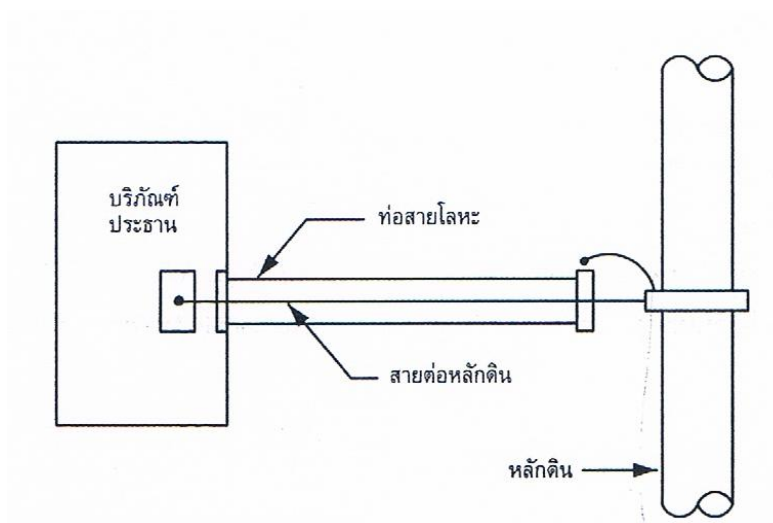 บริภัณฑ์
ประธาน
ท่อสายโลหะ
สายต่อหลักดิน
หลักดิน